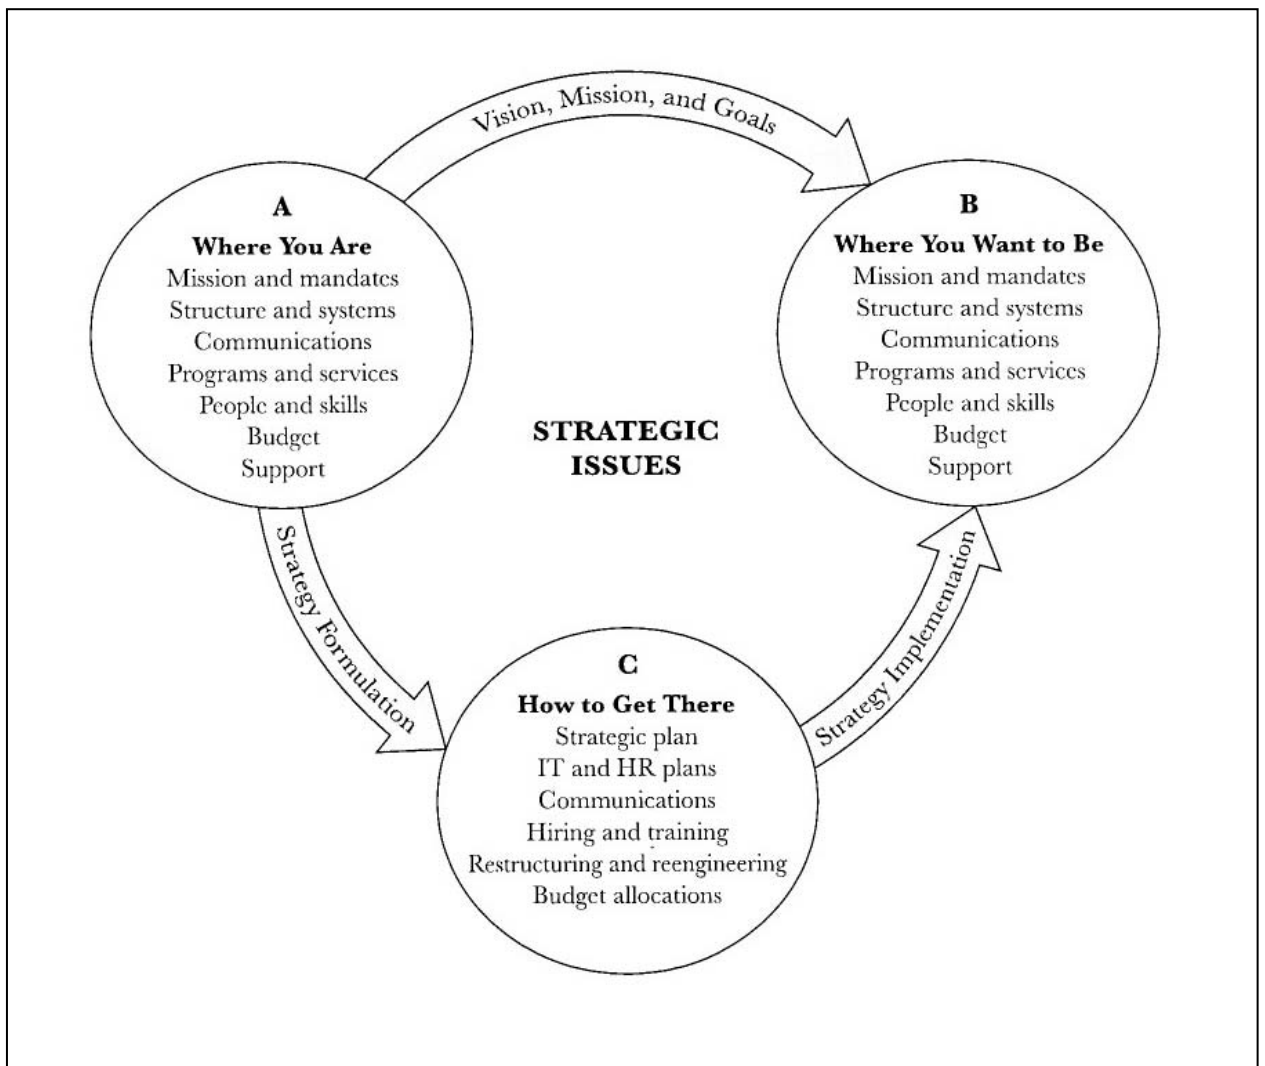 Vision, Mission, and Goals
A
Where You Are
Mission and mandates
Structure and systems
Communications
Programs and services
People and skills
Budget
Support
B
Where You Want to Be
Mission and mandates
Structure and systems
Communications
Programs and services
People and skills
Budget
Support
STRATEGIC
ISSUES
Strategy Formulation
C
How to Get There
Strategic plan
IT and HR plans
Communications
Hiring and training
Restructuring and reengineering
Budget allocations
Strategy Implementation